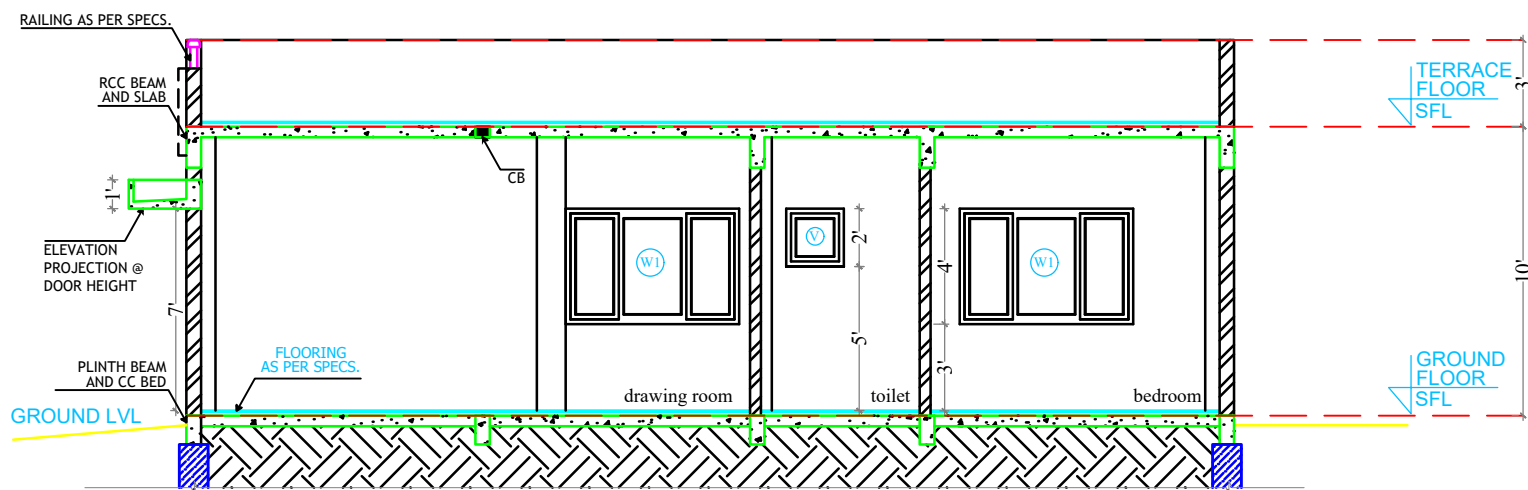 RAILING AS PER SPECS.
RCC BEAM
AND SLAB
TERRACE
FLOOR
SFL
3'
CB
1'
ELEVATION
PROJECTION @
DOOR HEIGHT
7'
W1
V
2'
5'
4'
3'
W1
10'
PLINTH BEAM
AND CC BED
FLOORING
AS PER SPECS.
drawing room
toilet
bedroom
GROUND
FLOOR
SFL
GROUND LVL